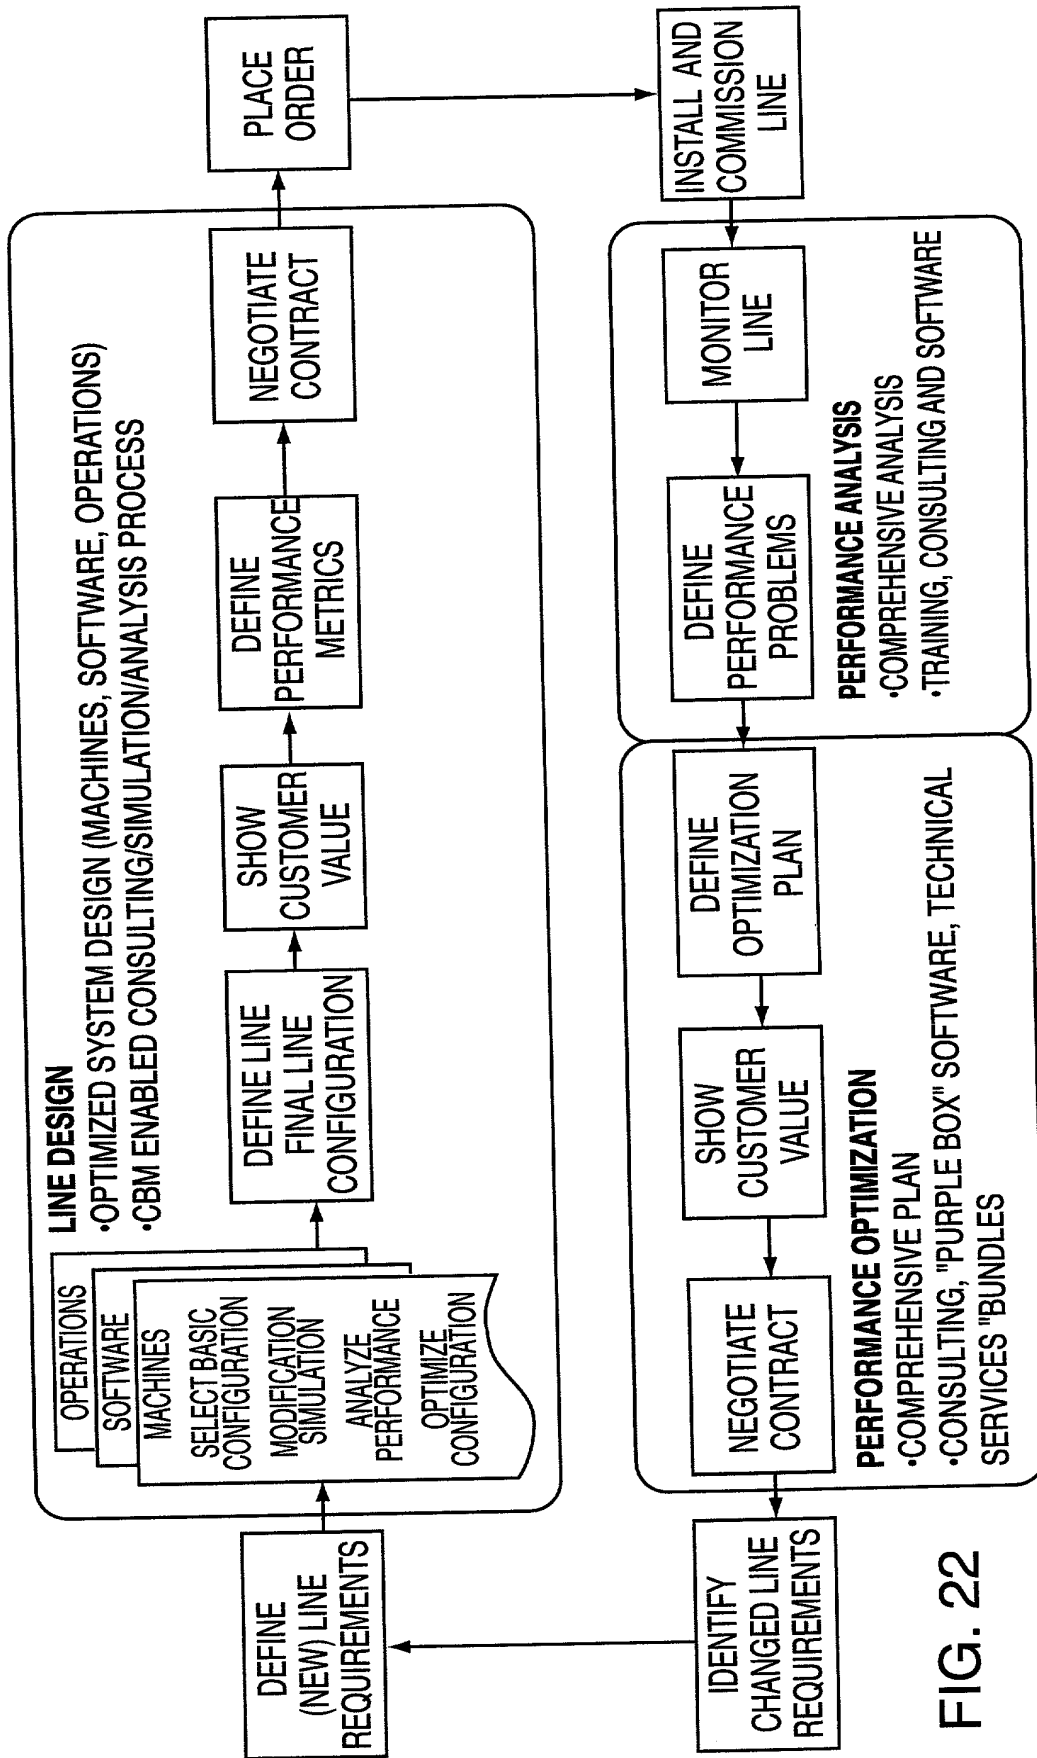 LINE DESIGN
•OPTIMIZED SYSTEM DESIGN (MACHINES, SOFTWARE, OPERATIONS)
•CBM ENABLED CONSULTING/SIMULATION/ANALYSIS PROCESS
DEFINE
(NEW) LINE
REQUIREMENTS
OPERATIONS
SOFTWARE
MACHINES
SELECT BASIC
CONFIGURATION
MODIFICATION
SIMULATION
ANALYZE
PERFORMANCE
OPTIMIZE
CONFIGURATION
DEFINE LINE
FINAL LINE
CONFIGURATION
SHOW
CUSTOMER
VALUE
DEFINE
PERFORMANCE
METRICS
NEGOTIATE
CONTRACT
PLACE
ORDER
INSTALL AND
COMMISSION
LINE
MONITOR
LINE
DEFINE
PERFORMANCE
PROBLEMS
PERFORMANCE ANALYSIS
•COMPREHENSIVE ANALYSIS
•TRAINING, CONSULTING AND SOFTWARE
DEFINE
OPTIMIZATION
PLAN
SHOW
CUSTOMER
VALUE
NEGOTIATE
CONTRACT
PERFORMANCE OPTIMIZATION
•COMPREHENSIVE PLAN
•CONSULTING, "PURPLE BOX" SOFTWARE, TECHNICAL
SERVICES "BUNDLES
IDENTIFY
CHANGED LINE
REQUIREMENTS
FIG. 22